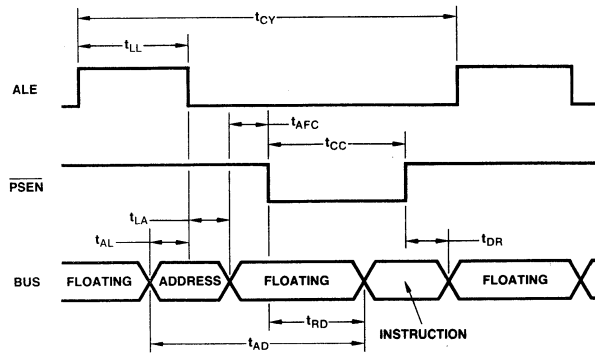 tCY
tLL
ALE
tAFC
tCC
PSEN
tLA
tAL
tDR
BUS
FLOATING
ADDRESS
FLOATING
FLOATING
tRD
INSTRUCTION
tAD